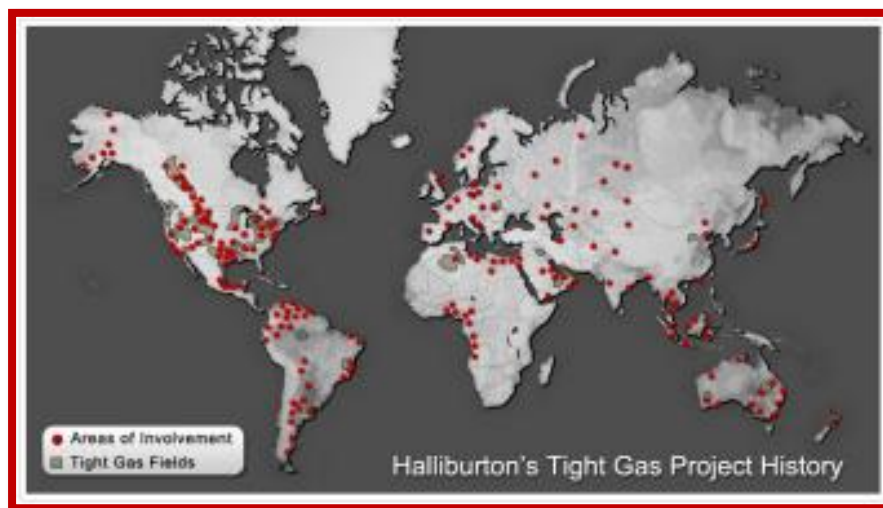 Areas of Involvement
Tight Gas Fields
Halliburton's Tight Gas Project History